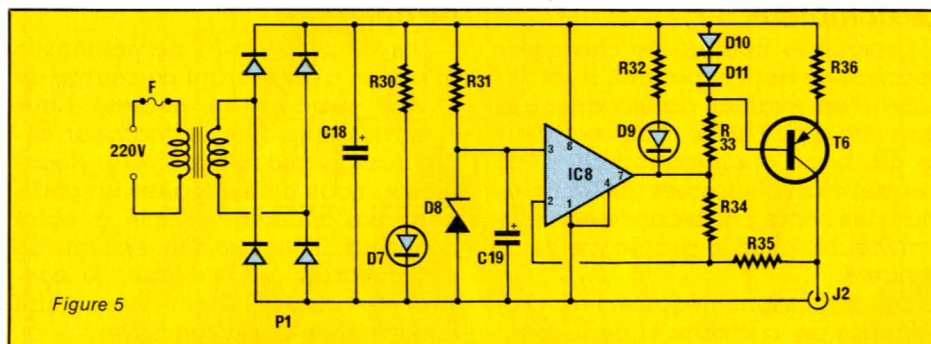 F
220V
C18
+
R30
D7
R31
D8
C19
+
3
2
8
IC8
7
4
1
R32
D9
D10
D11
R
33
R34
R35
R36
T6
J2
P1
Figure 5